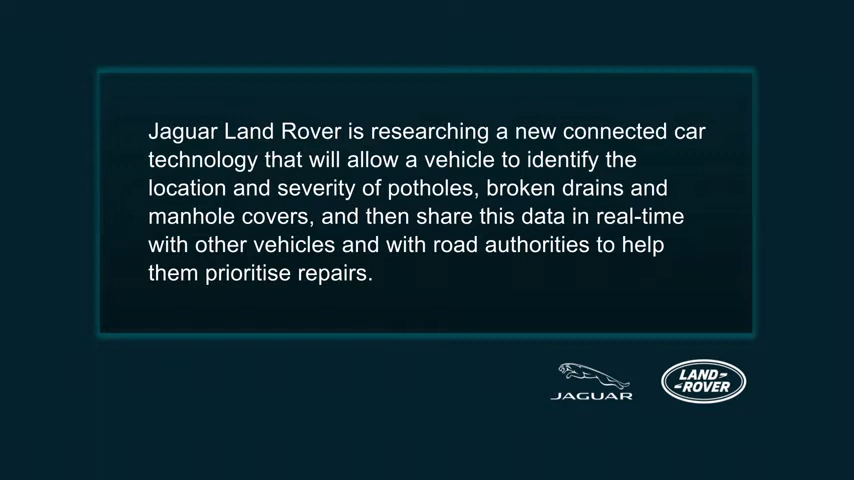 Jaguar Land Rover is researching a new connected car
technology that will allow a vehicle to identify the
location and severity of potholes, broken drains and
manhole covers, and then share this data in real-time
with other vehicles and with road authorities to help
them prioritise repairs.
JAGUAR
LAND
ROVER